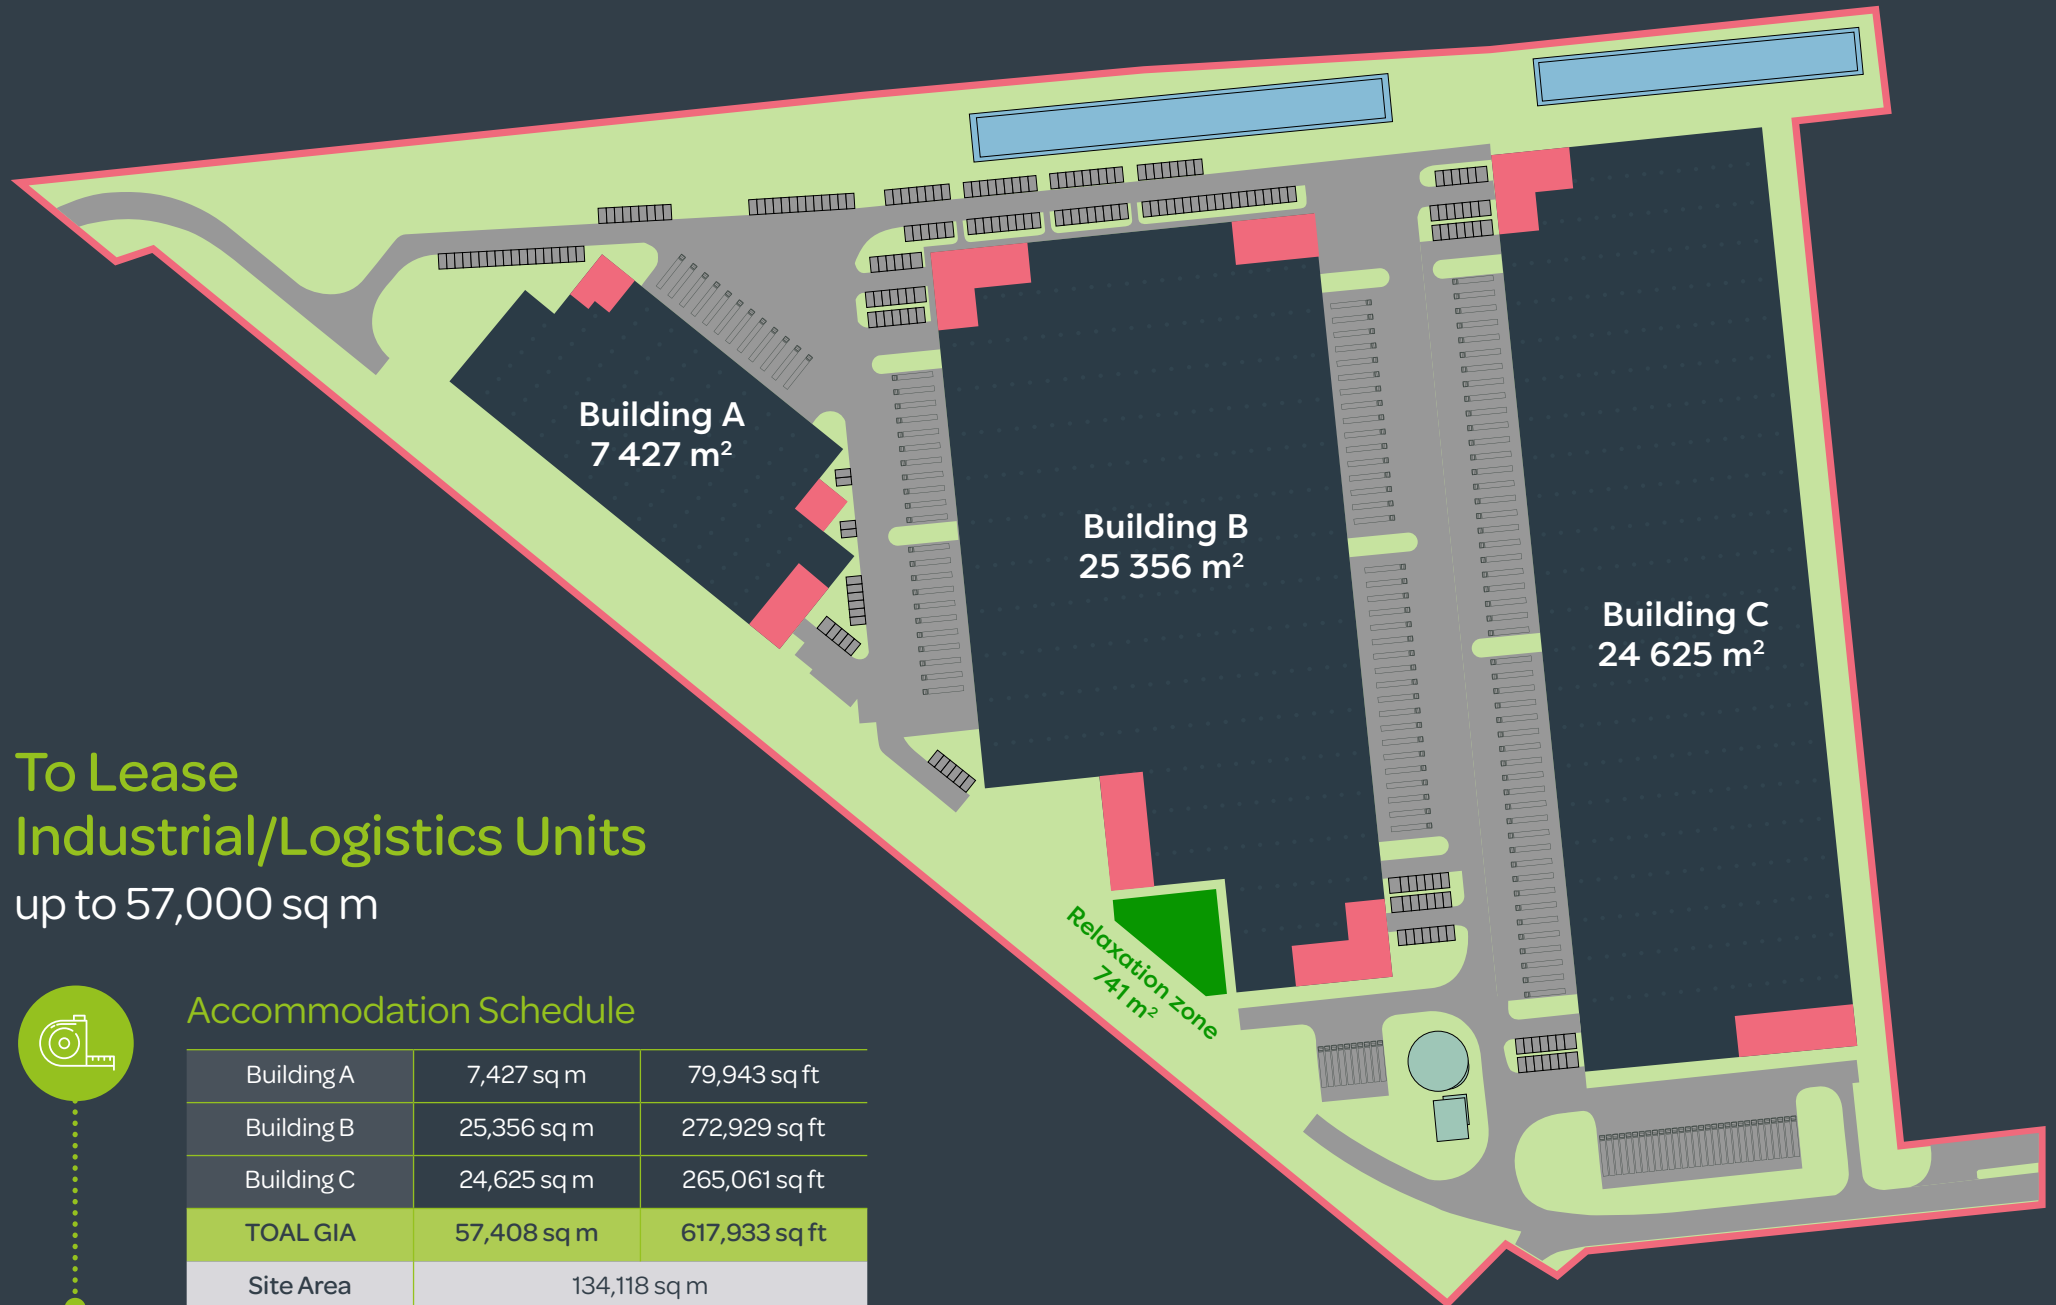 Building A
7 427 m²
Building B
25 356 m²
Building C
24 625 m²
Relaxation zone
741 m²
To Lease
Industrial/Logistics Units
up to 57,000 sq m
Accommodation Schedule
Building A 7,427 sq m 79,943 sq ft
Building B 25,356 sq m 272,929 sq ft
Building C 24,625 sq m 265,061 sq ft
TOAL GIA 57,408 sq m 617,933 sq ft
Site Area 134,118 sq m